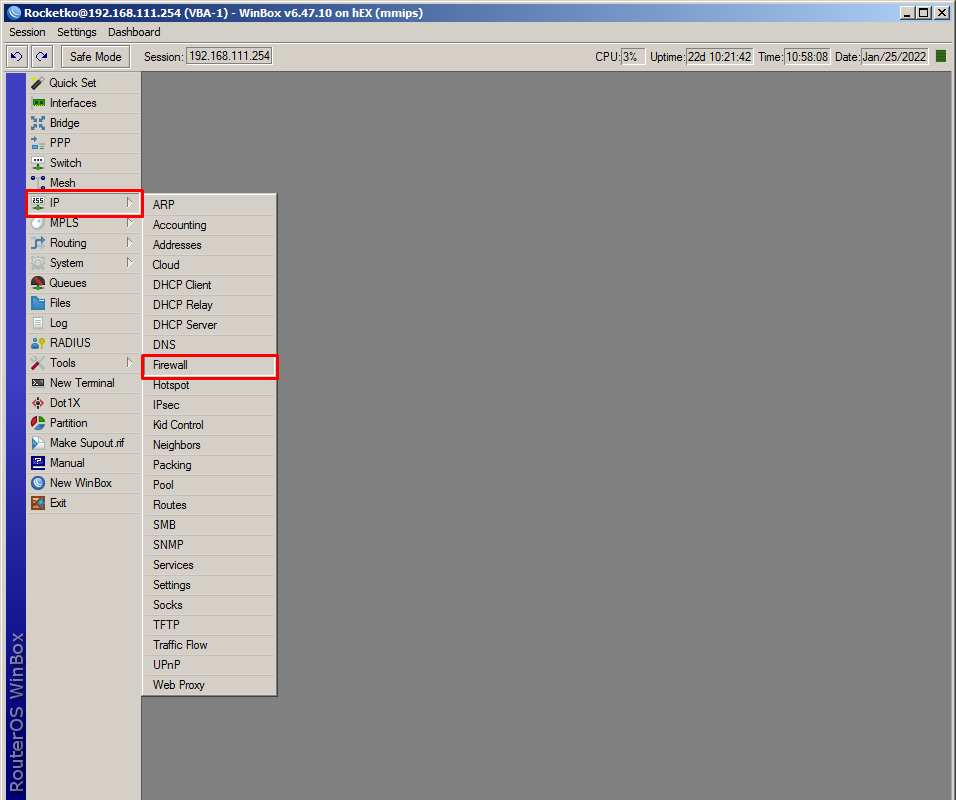 Rocketko@192.168.111.254 (VBA-1) - WinBox v6.47.10 on hEX (mmips)
Session Settings Dashboard
Safe Mode Session: 192.168.111.254 CPU: 3% Uptime: 22d 10:21:42 Time: 10:58:08 Date: Jan/25/2022
Quick Set
Interfaces
Bridge
PPP
Switch
Mesh
IP
MPLS
Routing
System
Queues
Files
Log
RADIUS
Tools
New Terminal
Dot1X
Partition
Make Supout.rif
Manual
New WinBox
Exit
ARP
Accounting
Addresses
Cloud
DHCP Client
DHCP Relay
DHCP Server
DNS
Firewall
Hotspot
IPsec
Kid Control
Neighbors
Packing
Pool
Routes
SMB
SNMP
Services
Settings
Socks
TFTP
Traffic Flow
UPnP
Web Proxy
RouterOS WinBox